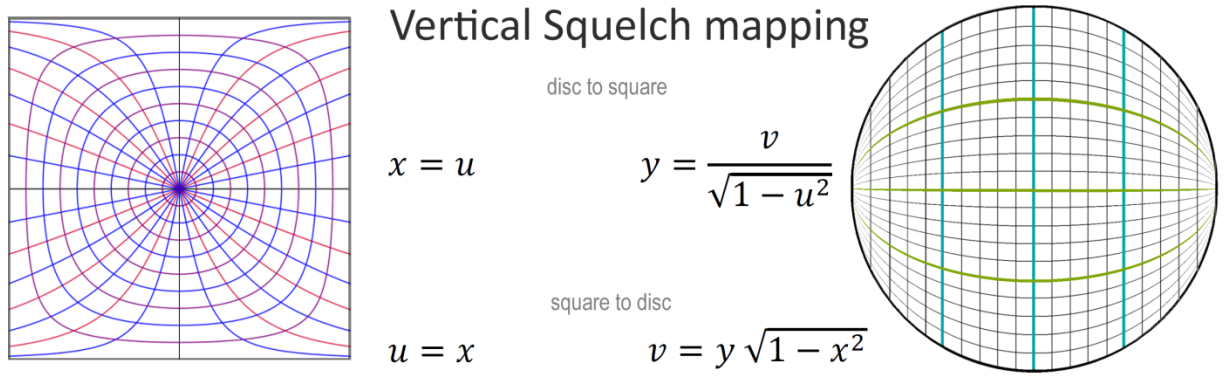 Vertical Squelch mapping
disc to square
x = u
y = v / √(1 − u²)
square to disc
u = x
v = y √(1 − x²)